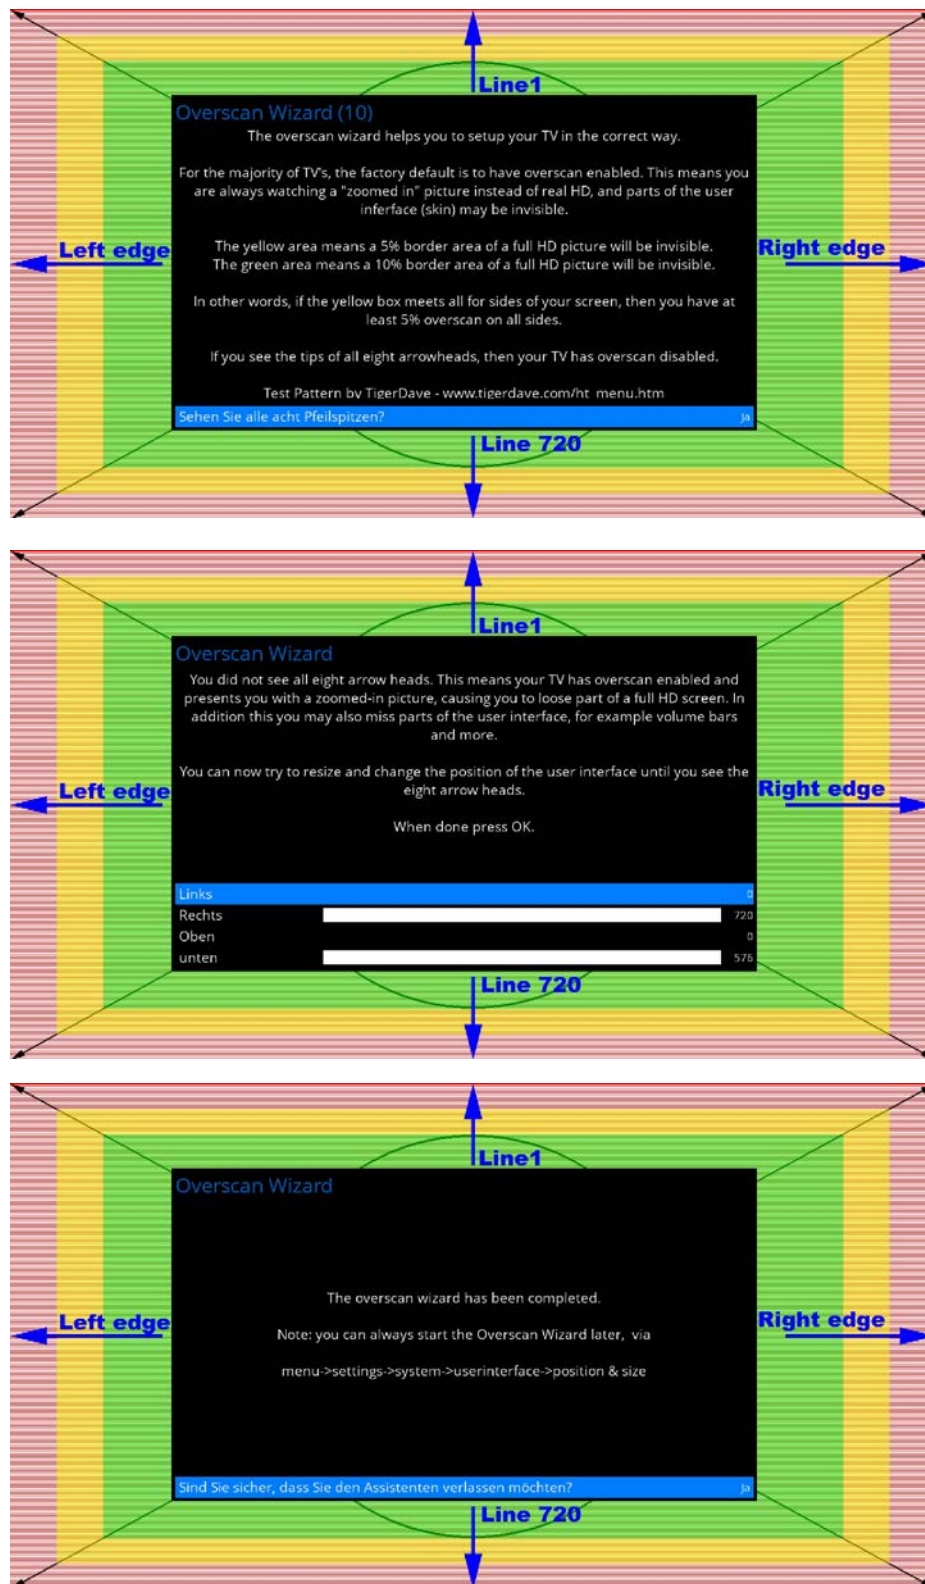 Line1
Overscan Wizard (10)
The overscan wizard helps you to setup your TV in the correct way.
For the majority of TV's, the factory default is to have overscan enabled. This means you
are always watching a "zoomed in" picture instead of real HD, and parts of the user
inferface (skin) may be invisible.
Left edge
Right edge
The yellow area means a 5% border area of a full HD picture will be invisible.
The green area means a 10% border area of a full HD picture will be invisible.
In other words, if the yellow box meets all for sides of your screen, then you have at
least 5% overscan on all sides.
If you see the tips of all eight arrowheads, then your TV has overscan disabled.
Test Pattern by TigerDave - www.tigerdave.com/ht_menu.htm
Sehen Sie alle acht Pfeilspitzen? Ja
Line 720
Line1
Overscan Wizard
You did not see all eight arrow heads. This means your TV has overscan enabled and
presents you with a zoomed-in picture, causing you to loose part of a full HD screen. In
addition this you may also miss parts of the user interface, for example volume bars
and more.
You can now try to resize and change the position of the user interface until you see the
eight arrow heads.
Left edge
Right edge
When done press OK.
Links 0
Rechts 720
Oben 0
unten 576
Line 720
Line1
Overscan Wizard
The overscan wizard has been completed.
Left edge
Right edge
Note: you can always start the Overscan Wizard later, via
menu->settings->system->userinterface->position & size
Sind Sie sicher, dass Sie den Assistenten verlassen möchten? Ja
Line 720